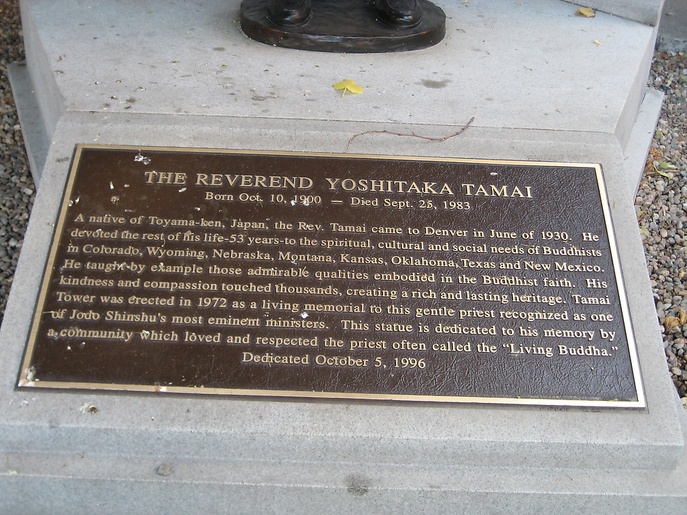 THE REVEREND YOSHITAKA TAMAI
Born Oct. 10, 1900 — Died Sept. 25, 1983
A native of Toyama-ken, Japan, the Rev. Tamai came to Denver in June of 1930. He
devoted the rest of his life-53 years-to the spiritual, cultural and social needs of Buddhists
in Colorado, Wyoming, Nebraska, Montana, Kansas, Oklahoma, Texas and New Mexico.
He taught by example those admirable qualities embodied in the Buddhist faith. His
kindness and compassion touched thousands, creating a rich and lasting heritage. Tamai
Tower was erected in 1972 as a living memorial to this gentle priest recognized as one
of Jodo Shinshu's most eminent ministers. This statue is dedicated to his memory by
a community which loved and respected the priest often called the "Living Buddha."
Dedicated October 5, 1996